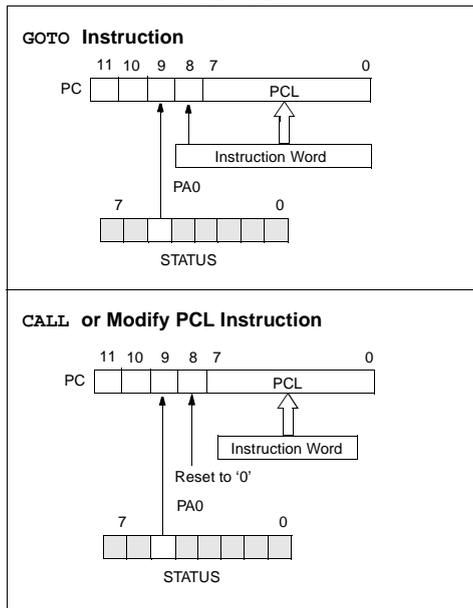 GOTO Instruction
11 10 9 8 7 0
PC PCL
Instruction Word
PA0
7 0
STATUS
CALL or Modify PCL Instruction
11 10 9 8 7 0
PC PCL
Instruction Word
Reset to ‘0’
PA0
7 0
STATUS